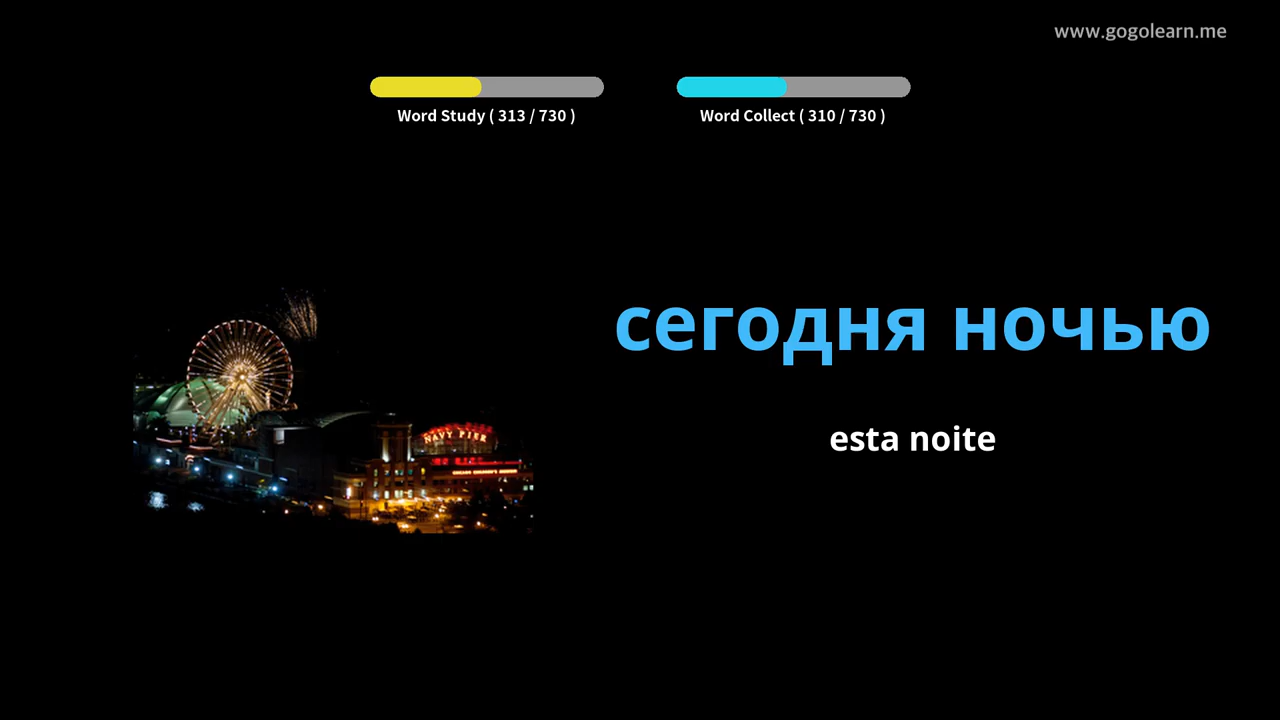 www.gogolearn.me
Word Study ( 313 / 730 )
Word Collect ( 310 / 730 )
сегодня ночью
NAVY PIER
esta noite